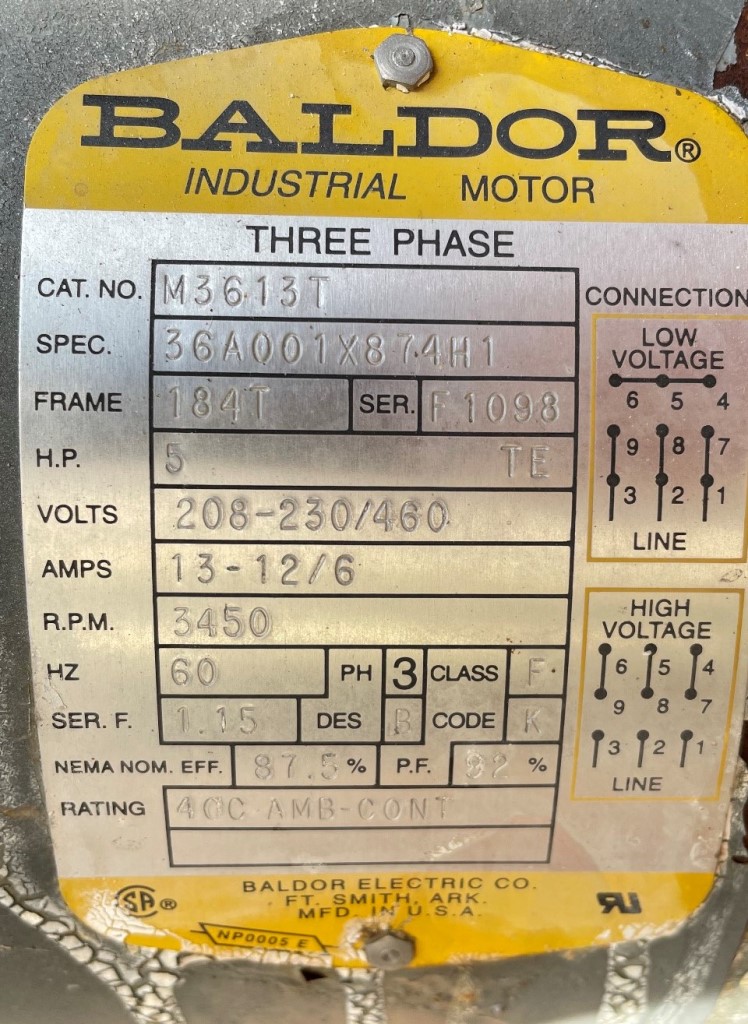 BALDOR®
INDUSTRIAL MOTOR
THREE PHASE
CAT. NO. M3613T
SPEC. 36A001X874H1
FRAME 184T SER. F1098
H.P. 5 TE
VOLTS 208-230/460
AMPS 13-12/6
R.P.M. 3450
HZ 60 PH 3 CLASS F
SER. F. 1.15 DES B CODE K
NEMA NOM. EFF. 87.5 % P.F. %
RATING 40C AMB-CONT
CONNECTION
LOW
VOLTAGE
6 5 4
9 8 7
3 2 1
LINE
HIGH
VOLTAGE
6 5 4
9 8 7
3 2 1
LINE
SA®
BALDOR ELECTRIC CO.
FT. SMITH, ARK.
MFD. IN U.S.A.
NP0005 E